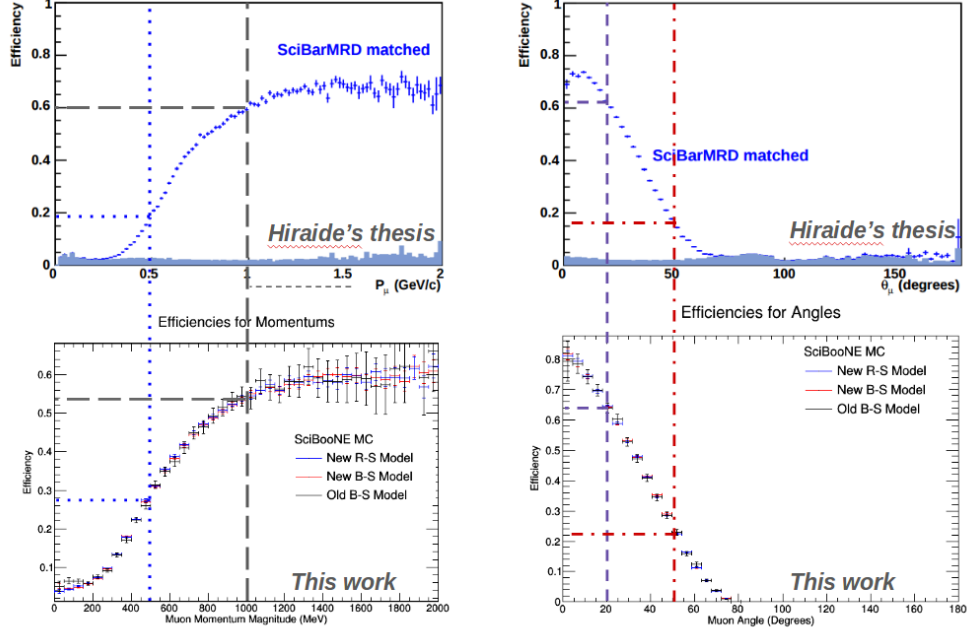 Efficiency
1
0.8
0.6
0.4
0.2
0
SciBarMRD matched
Hiraide's thesis
0 0.5 1 1.5 2
Pμ (GeV/c)
Efficiency
1
0.8
0.6
0.4
0.2
0
SciBarMRD matched
Hiraide's thesis
0 50 100 150
θμ (degrees)
Efficiencies for Momentums
Efficiency
0.6
0.5
0.4
0.3
0.2
0.1
SciBooNE MC
New R-S Model
New B-S Model
Old B-S Model
This work
0 200 400 600 800 1000 1200 1400 1600 1800 2000
Muon Momentum Magnitude (MeV)
Efficiencies for Angles
Efficiency
0.8
0.7
0.6
0.5
0.4
0.3
0.2
0.1
0
SciBooNE MC
New R-S Model
New B-S Model
Old B-S Model
This work
0 20 40 60 80 100 120 140 160 180
Muon Angle (Degrees)